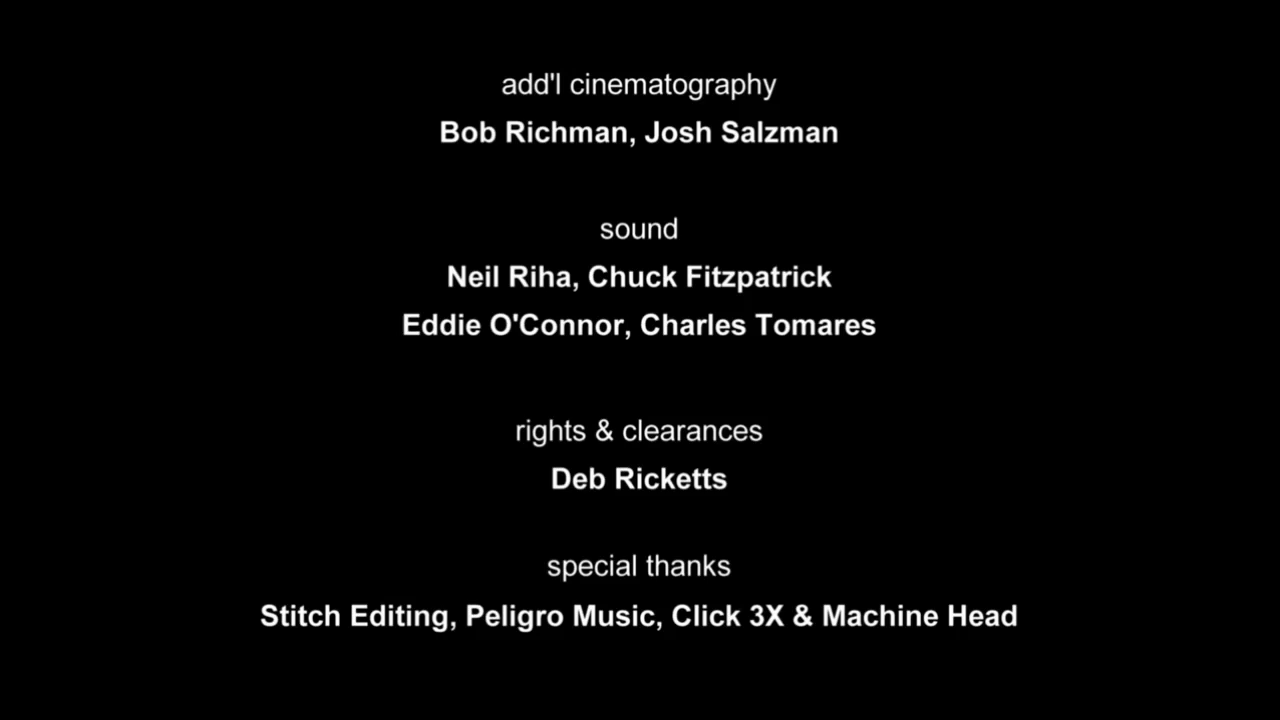 add'l cinematography
Bob Richman, Josh Salzman
sound
Neil Riha, Chuck Fitzpatrick
Eddie O'Connor, Charles Tomares
rights & clearances
Deb Ricketts
special thanks
Stitch Editing, Peligro Music, Click 3X & Machine Head